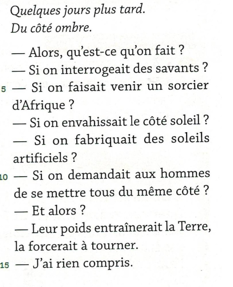 Quelques jours plus tard.
Du côté ombre.
— Alors, qu'est-ce qu'on fait ?
— Si on interrogeait des savants ?
5 — Si on faisait venir un sorcier
d'Afrique ?
— Si on envahissait le côté soleil ?
— Si on fabriquait des soleils
artificiels ?
10 — Si on demandait aux hommes
de se mettre tous du même côté ?
— Et alors ?
— Leur poids entraînerait la Terre,
la forcerait à tourner.
15 — J'ai rien compris.